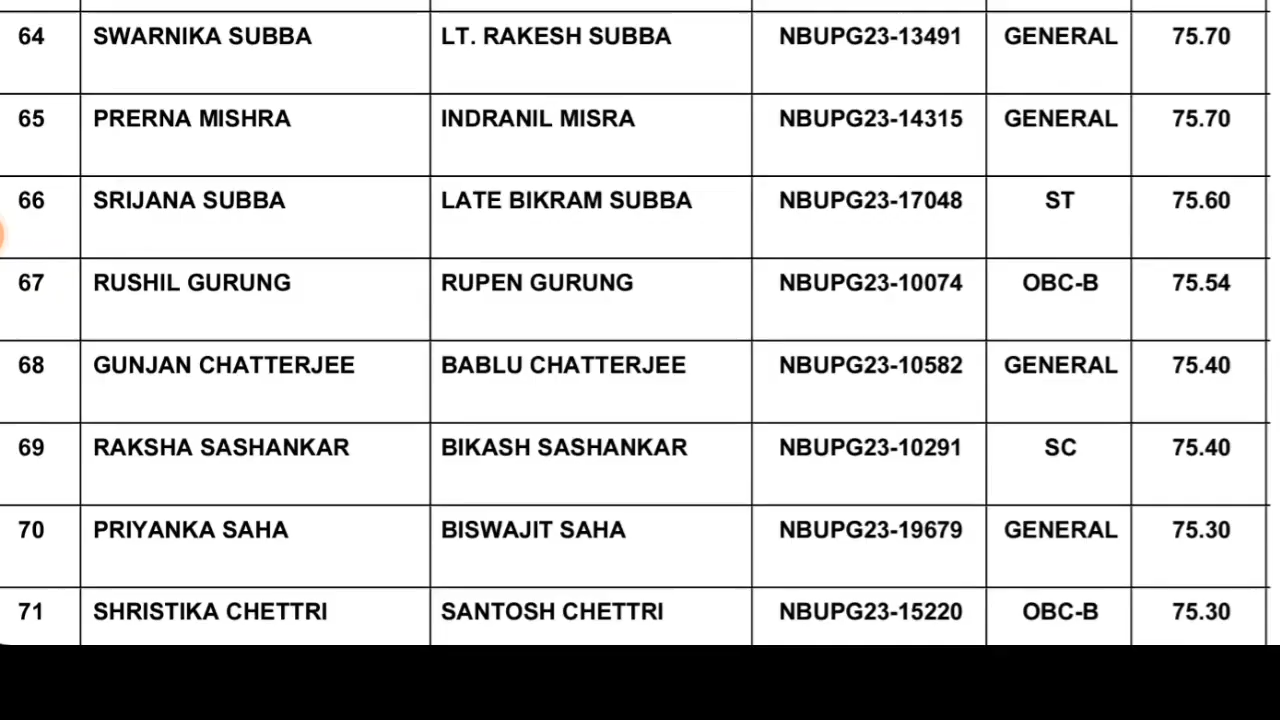 64 SWARNIKA SUBBA LT. RAKESH SUBBA NBUPG23-13491 GENERAL 75.70
65 PRERNA MISHRA INDRANIL MISRA NBUPG23-14315 GENERAL 75.70
66 SRIJANA SUBBA LATE BIKRAM SUBBA NBUPG23-17048 ST 75.60
67 RUSHIL GURUNG RUPEN GURUNG NBUPG23-10074 OBC-B 75.54
68 GUNJAN CHATTERJEE BABLU CHATTERJEE NBUPG23-10582 GENERAL 75.40
69 RAKSHA SASHANKAR BIKASH SASHANKAR NBUPG23-10291 SC 75.40
70 PRIYANKA SAHA BISWAJIT SAHA NBUPG23-19679 GENERAL 75.30
71 SHRISTIKA CHETTRI SANTOSH CHETTRI NBUPG23-15220 OBC-B 75.30